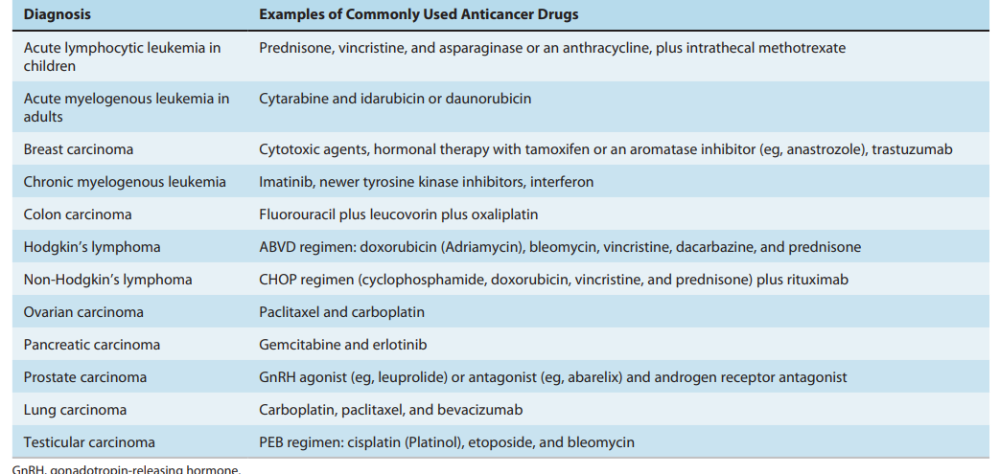 Diagnosis Examples of Commonly Used Anticancer Drugs
Acute lymphocytic leukemia in Prednisone, vincristine, and asparaginase or an anthracycline, plus intrathecal methotrexate
children
Acute myelogenous leukemia in Cytarabine and idarubicin or daunorubicin
adults
Breast carcinoma Cytotoxic agents, hormonal therapy with tamoxifen or an aromatase inhibitor (eg, anastrozole), trastuzumab
Chronic myelogenous leukemia Imatinib, newer tyrosine kinase inhibitors, interferon
Colon carcinoma Fluorouracil plus leucovorin plus oxaliplatin
Hodgkin's lymphoma ABVD regimen: doxorubicin (Adriamycin), bleomycin, vincristine, dacarbazine, and prednisone
Non-Hodgkin's lymphoma CHOP regimen (cyclophosphamide, doxorubicin, vincristine, and prednisone) plus rituximab
Ovarian carcinoma Paclitaxel and carboplatin
Pancreatic carcinoma Gemcitabine and erlotinib
Prostate carcinoma GnRH agonist (eg, leuprolide) or antagonist (eg, abarelix) and androgen receptor antagonist
Lung carcinoma Carboplatin, paclitaxel, and bevacizumab
Testicular carcinoma PEB regimen: cisplatin (Platinol), etoposide, and bleomycin
GnRH, gonadotropin-releasing hormone.